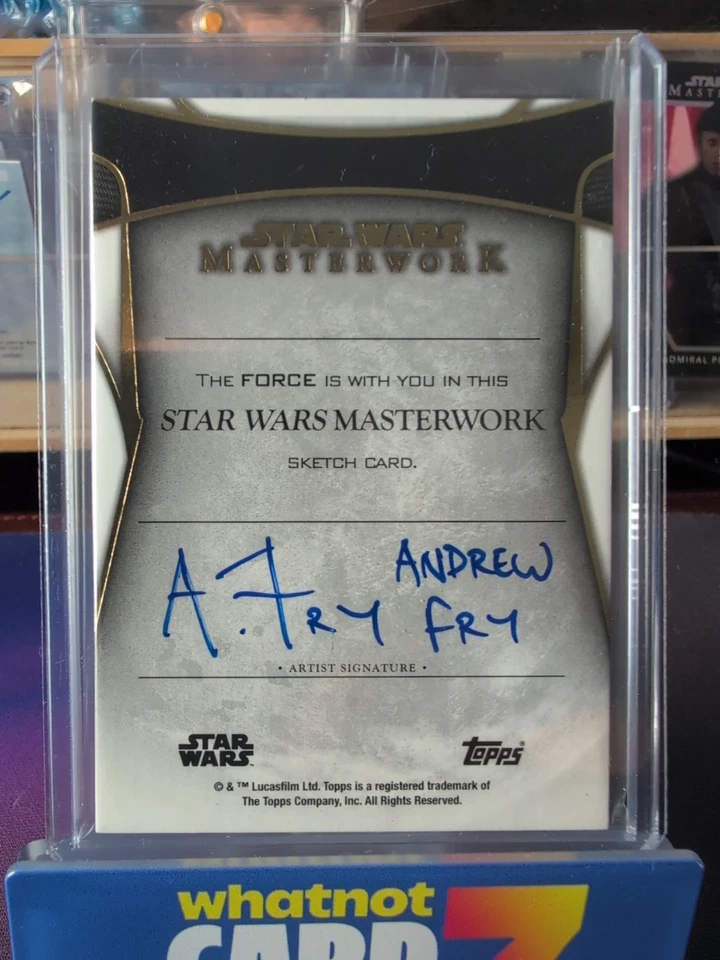 STAR WARS
MASTERWORK
THE FORCE IS WITH YOU IN THIS
STAR WARS MASTERWORK
SKETCH CARD.
A. FRY ANDREW
FRY
• ARTIST SIGNATURE •
STAR
WARS
topps
© & ™ Lucasfilm Ltd. Topps is a registered trademark of
The Topps Company, Inc. All Rights Reserved.
whatnot
CARD